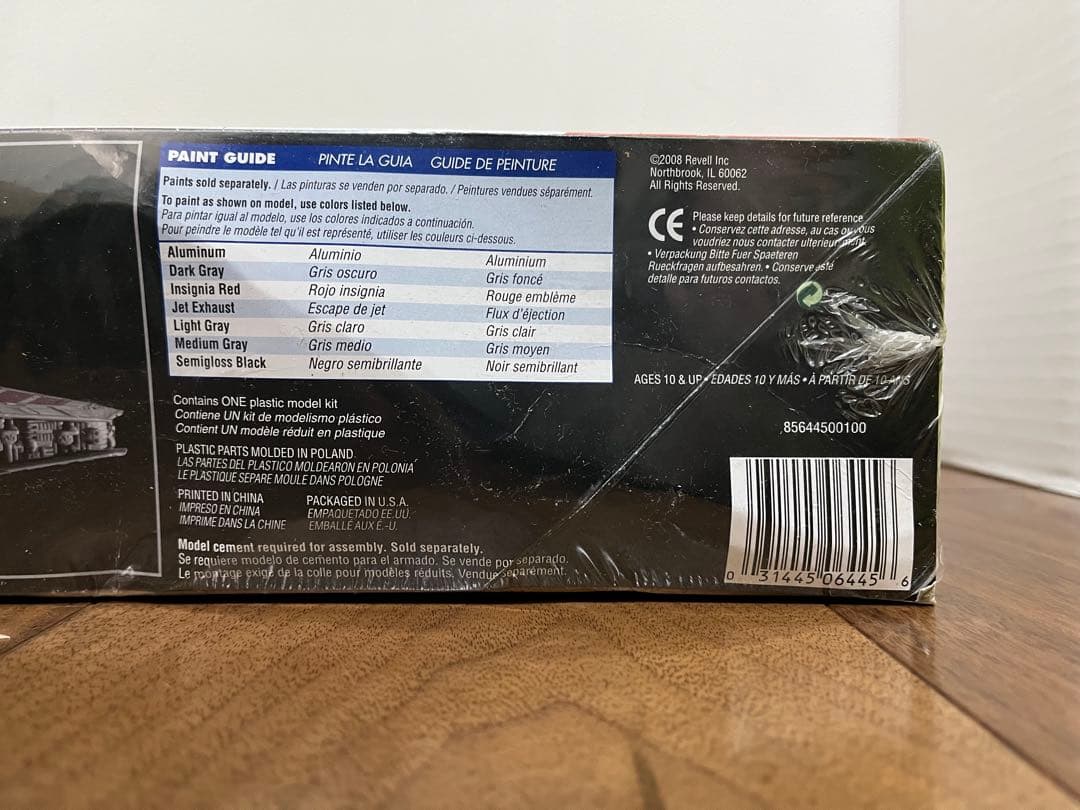 PAINT GUIDE PINTE LA GUIA GUIDE DE PEINTURE
Paints sold separately. / Las pinturas se venden por separado. / Peintures vendues séparément.
To paint as shown on model, use colors listed below.
Para pintar igual al modelo, use los colores indicados a continuación.
Pour peindre le modèle tel qu'il est représenté, utiliser les couleurs ci-dessous.
Aluminum Aluminio Aluminium
Dark Gray Gris oscuro Gris foncé
Insignia Red Rojo insignia Rouge emblème
Jet Exhaust Escape de jet Flux d'éjection
Light Gray Gris claro Gris clair
Medium Gray Gris medio Gris moyen
Semigloss Black Negro semibrillante Noir semibrillant
Contains ONE plastic model kit
Contiene UN kit de modelismo plástico
Contient UN modèle réduit en plastique
PLASTIC PARTS MOLDED IN POLAND
LAS PARTES DEL PLASTICO MOLDEARON EN POLONIA
LE PLASTIQUE SEPARE MOULE DANS POLOGNE
PRINTED IN CHINA
IMPRESO EN CHINA
IMPRIME DANS LA CHINE
PACKAGED IN U.S.A.
EMPAQUETADO EE.UU.
EMBALLÉ AUX É.-U.
Model cement required for assembly. Sold separately.
Se requiere modelo de cemento para el armado. Se vende por separado.
Le montage exige de la colle pour modèles réduits. Vendue séparément.
©2008 Revell Inc
Northbrook, IL 60062
All Rights Reserved.
CE
Please keep details for future reference
• Conservez cette adresse, au cas ou vous
voudriez nous contacter ulterieurment.
• Verpackung Bitte Fuer Spaeteren
Rueckfragen aufbesahren. • Conserve esté
detalle para futuros contactos.
AGES 10 & UP • EDADES 10 Y MÁS • À PARTIR DE 10 ANS
85644500100
0 31445 06445 6